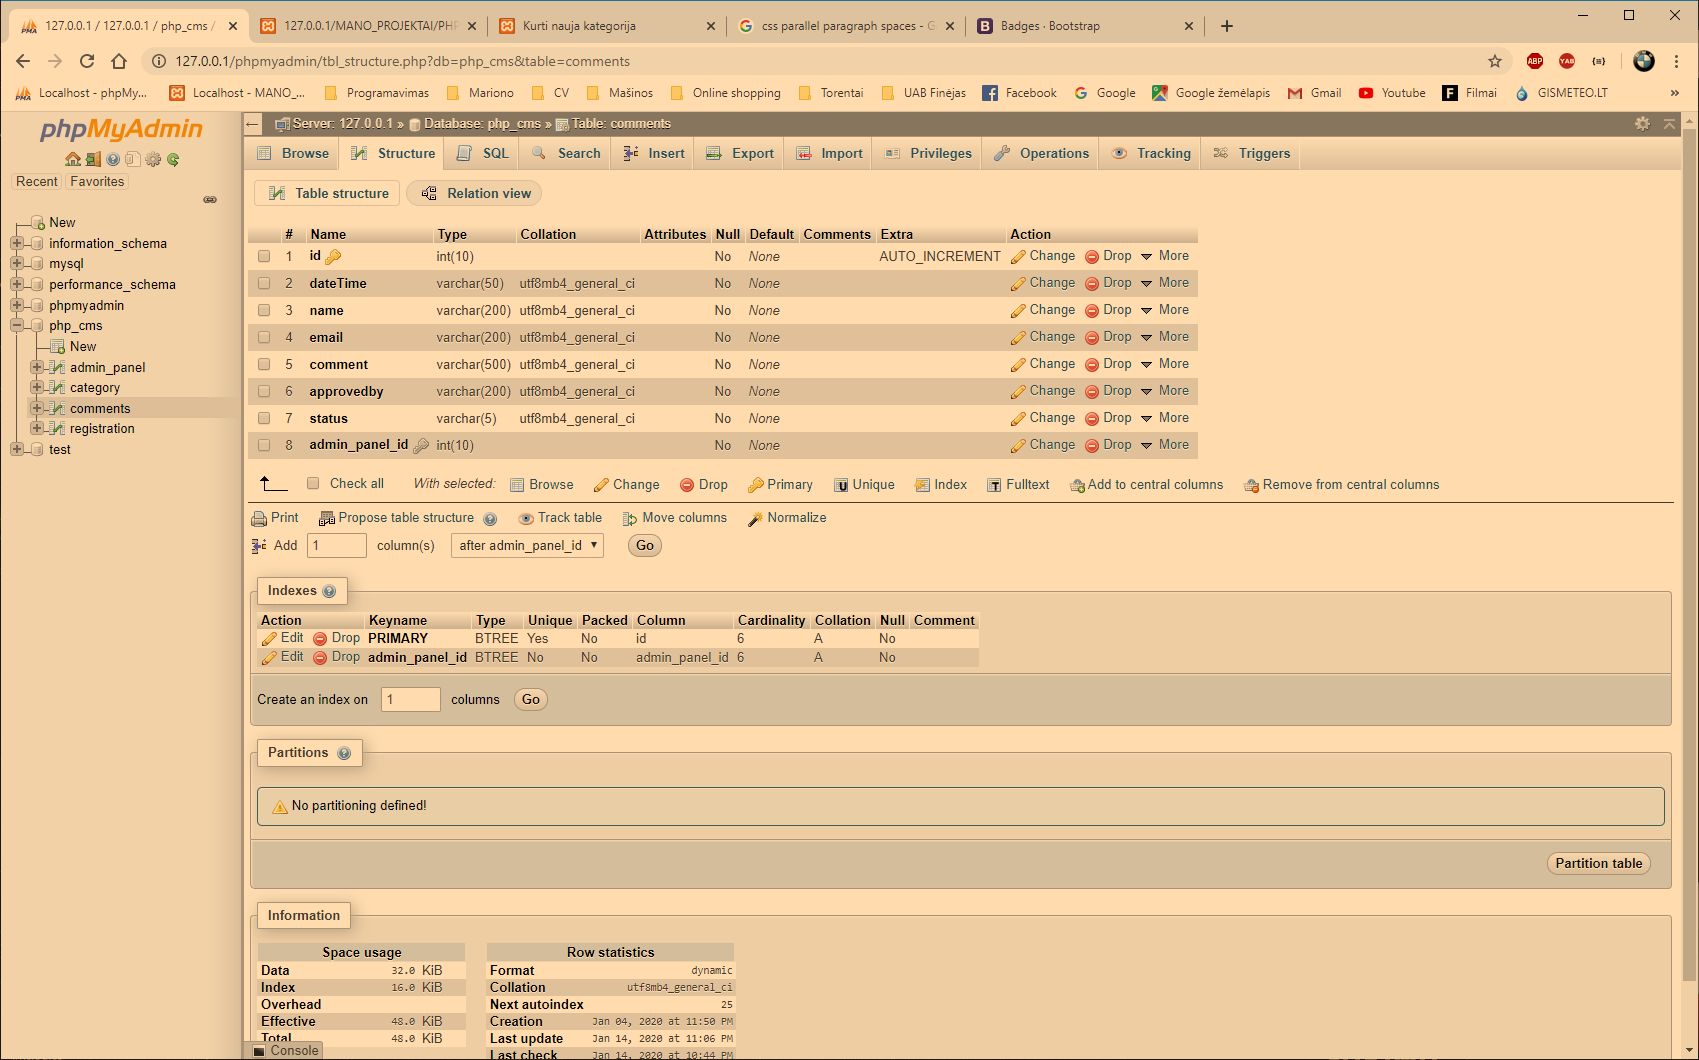 127.0.0.1 / 127.0.0.1 / php_cms /
127.0.0.1/MANO_PROJEKTAI/PHP
Kurti nauja kategorija
css parallel paragraph spaces - G
Badges · Bootstrap
127.0.0.1/phpmyadmin/tbl_structure.php?db=php_cms&table=comments
ABP
Localhost - phpMy...
Localhost - MANO_...
Programavimas
Mariono
CV
Mašinos
Online shopping
Torentai
UAB Finėjas
Facebook
Google
Google žemėlapis
Gmail
Youtube
Filmai
GISMETEO.LT
»
phpMyAdmin
Recent Favorites
New
information_schema
mysql
performance_schema
phpmyadmin
php_cms
New
admin_panel
category
comments
registration
test
Server: 127.0.0.1 » Database: php_cms » Table: comments
Browse Structure SQL Search Insert Export Import Privileges Operations Tracking Triggers
Table structure Relation view
# Name Type Collation Attributes Null Default Comments Extra Action
1 id int(10) No None AUTO_INCREMENT Change Drop More
2 dateTime varchar(50) utf8mb4_general_ci No None Change Drop More
3 name varchar(200) utf8mb4_general_ci No None Change Drop More
4 email varchar(200) utf8mb4_general_ci No None Change Drop More
5 comment varchar(500) utf8mb4_general_ci No None Change Drop More
6 approvedby varchar(200) utf8mb4_general_ci No None Change Drop More
7 status varchar(5) utf8mb4_general_ci No None Change Drop More
8 admin_panel_id int(10) No None Change Drop More
Check all With selected: Browse Change Drop Primary Unique Index Fulltext Add to central columns Remove from central columns
Print Propose table structure Track table Move columns Normalize
Add 1 column(s) after admin_panel_id Go
Indexes
Action Keyname Type Unique Packed Column Cardinality Collation Null Comment
Edit Drop PRIMARY BTREE Yes No id 6 A No
Edit Drop admin_panel_id BTREE No No admin_panel_id 6 A No
Create an index on 1 columns Go
Partitions
No partitioning defined!
Partition table
Information
Space usage
Data 32.0 KiB
Index 16.0 KiB
Overhead
Effective 48.0 KiB
Total 48.0 KiB
Row statistics
Format dynamic
Collation utf8mb4_general_ci
Next autoindex 25
Creation Jan 04, 2020 at 11:50 PM
Last update Jan 14, 2020 at 11:06 PM
Last check Jan 14, 2020 at 10:44 PM
Console